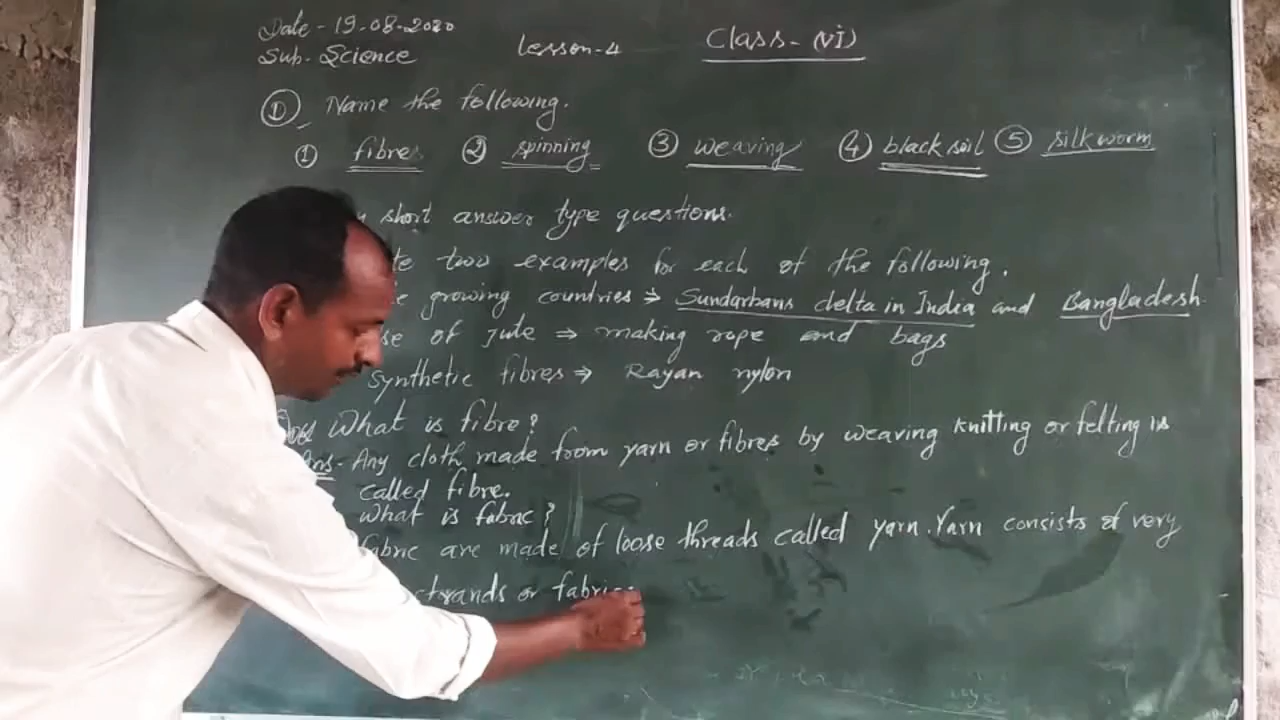 Date - 19-08-2020
Sub. Science Lesson-4 Class- (VI)
D Name the following.
1 fibres 2 spinning 3 weaving 4 black soil 5 silkworm
short answer type questions.
two examples for each of the following.
growing countries ⇒ Sundarbans delta in India and Bangladesh.
of Jute ⇒ making rope and bags
Synthetic fibres ⇒ Rayan nylon
What is fibre?
Ans- Any cloth made from yarn or fibres by weaving knitting or felting is
called fibre.
What is fabric?
fabric are made of loose threads called yarn. Yarn consists of very
strands or